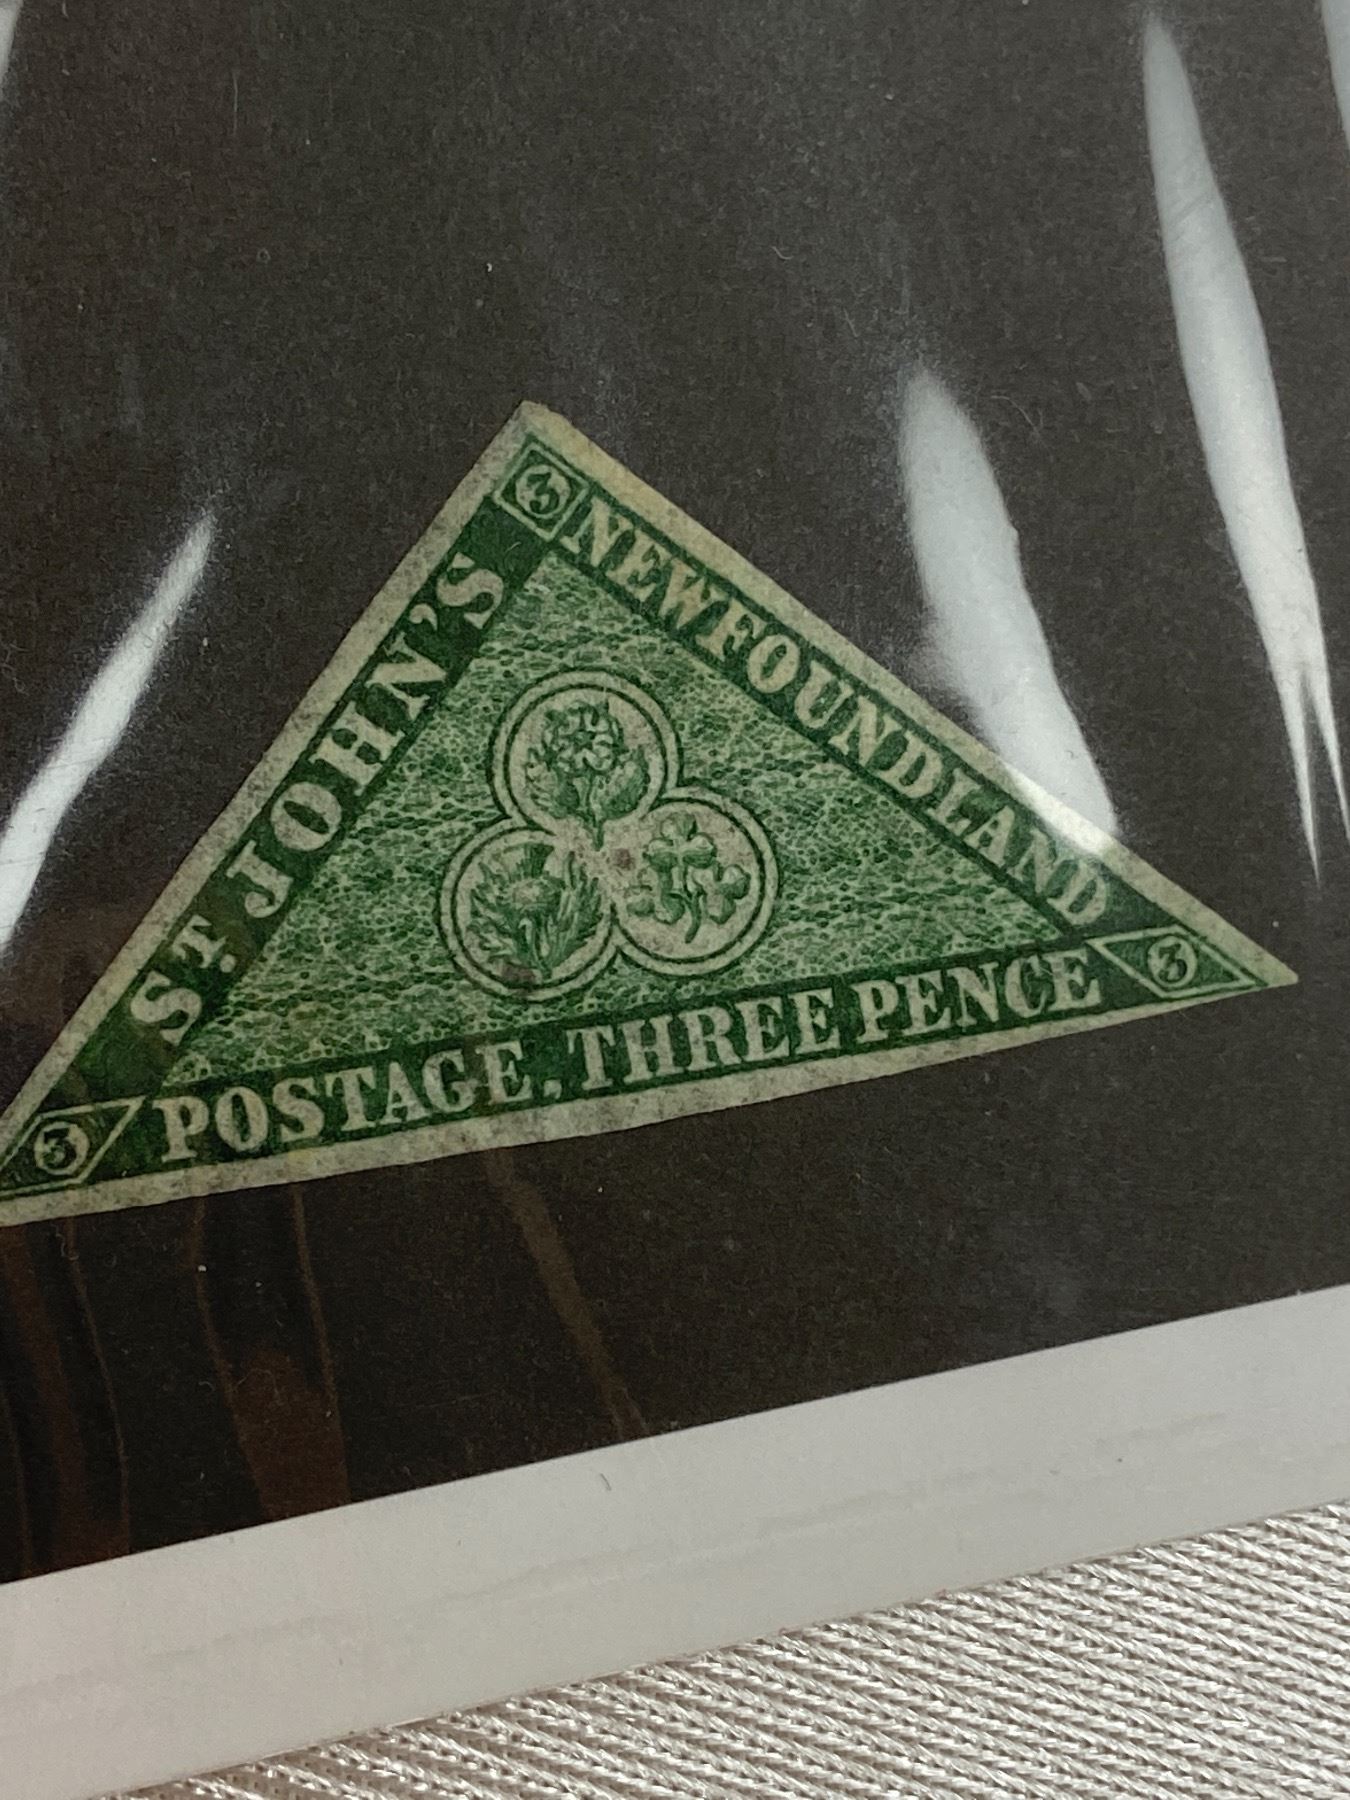 3
ST. JOHN'S
NEWFOUNDLAND
3
POSTAGE, THREE PENCE
3